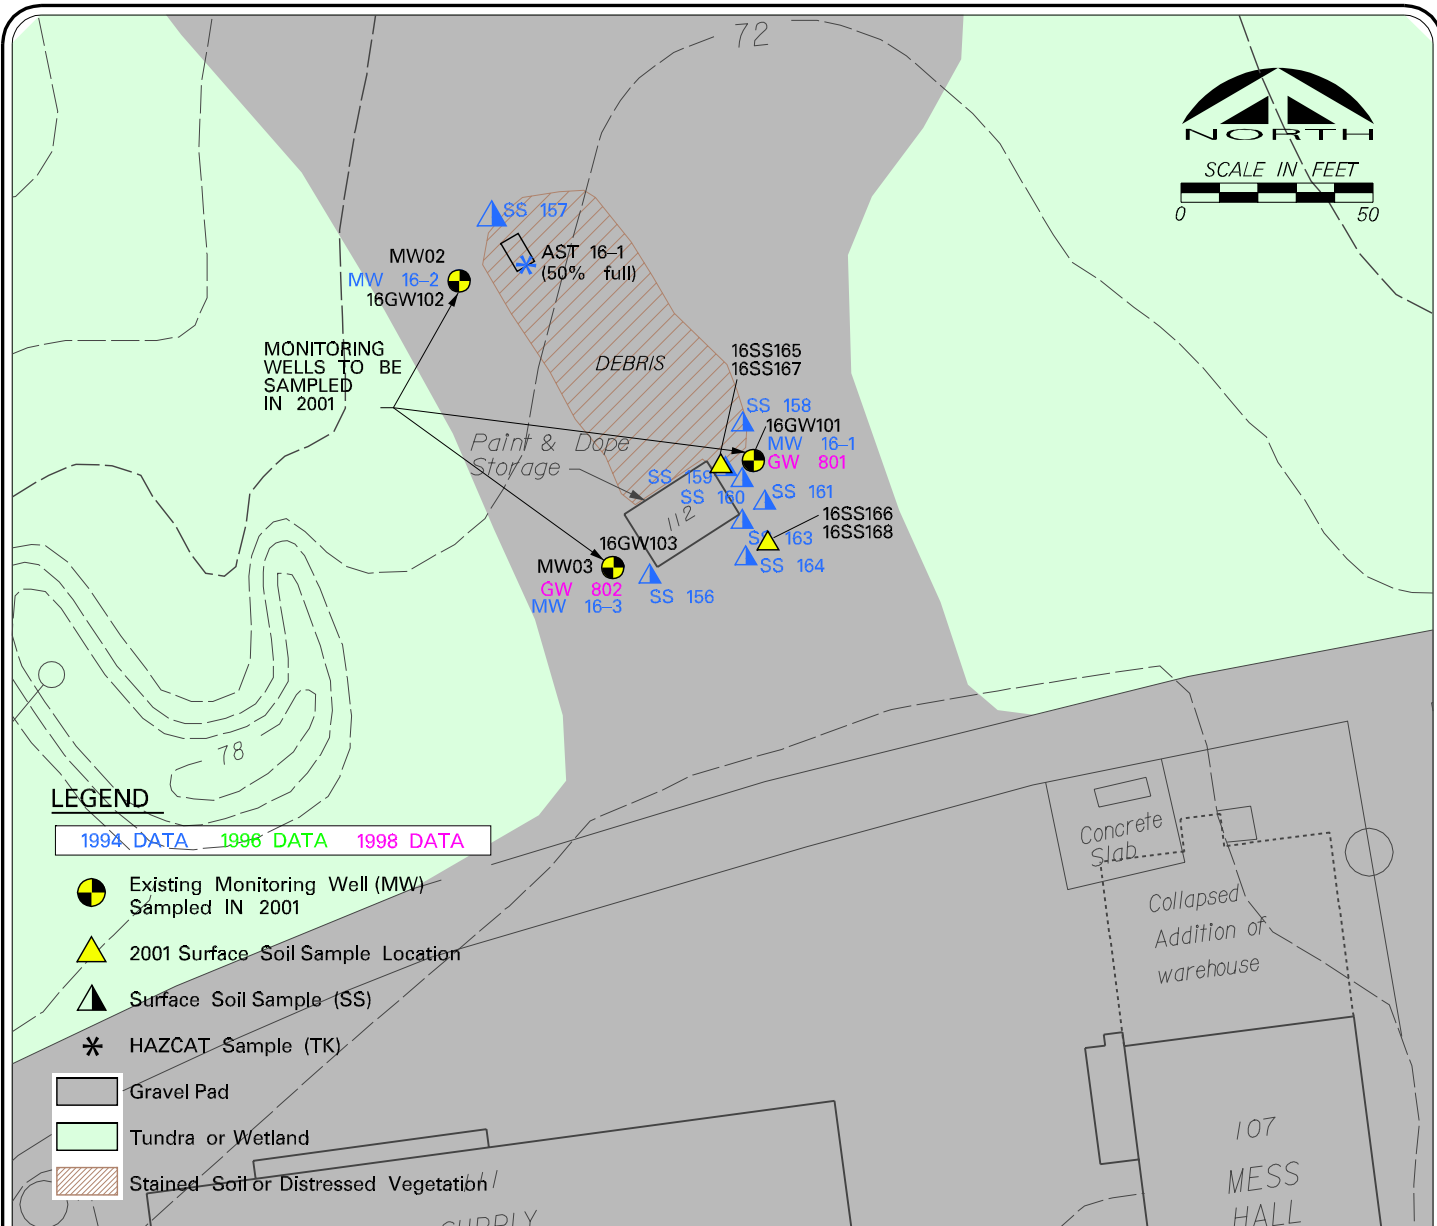 72
NORTH
SCALE IN FEET
0 50
SS 157
MW02
MW 16-2
16GW102
AST 16-1
(50% full)
MONITORING
WELLS TO BE
SAMPLED
IN 2001
DEBRIS
16SS165
16SS167
SS 158
16GW101
MW 16-1
GW 801
Paint & Dope
Storage
SS 159
SS 160
SS 161
112
16SS166
16SS168
SS 163
SS 164
16GW103
MW03
GW 802
MW 16-3
SS 156
78
LEGEND
1994 DATA 1996 DATA 1998 DATA
Existing Monitoring Well (MW)
Sampled IN 2001
2001 Surface Soil Sample Location
Surface Soil Sample (SS)
HAZCAT Sample (TK)
Gravel Pad
Tundra or Wetland
Stained Soil or Distressed Vegetation
Concrete
Slab
Collapsed
Addition of
warehouse
107
MESS
HALL
111
SUPPLY